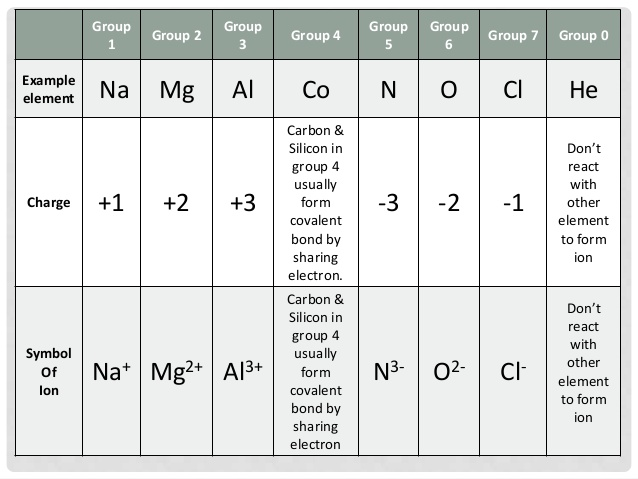 Group 1
Group 2
Group 3
Group 4
Group 5
Group 6
Group 7
Group 0
Example
element
Na
Mg
Al
Co
N
O
Cl
He
Charge
+1
+2
+3
Carbon &
Silicon in
group 4
usually
form
covalent
bond by
sharing
electron.
-3
-2
-1
Don't
react
with
other
element
to form
ion
Symbol
Of
Ion
Na⁺
Mg²⁺
Al³⁺
Carbon &
Silicon in
group 4
usually
form
covalent
bond by
sharing
electron
N³⁻
O²⁻
Cl⁻
Don't
react
with
other
element
to form
ion